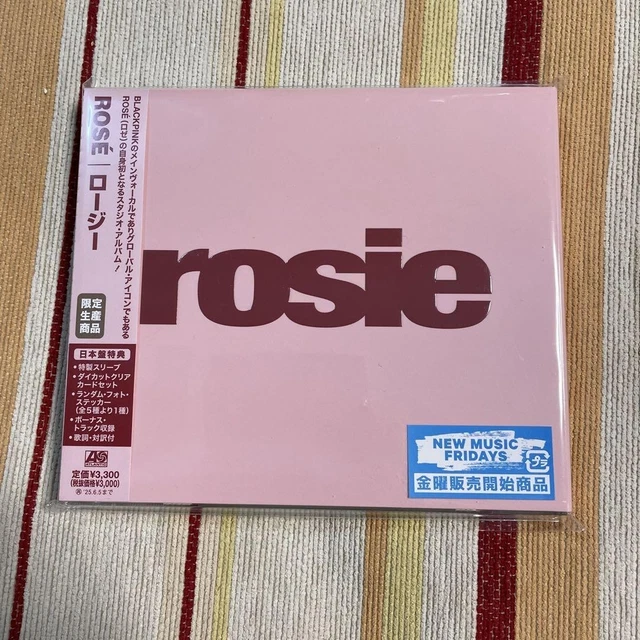 BLACKPINKのメインヴォーカルでありグローバル・アイコンでもある
ROSÉ（ロゼ）の自身初となるスタジオ・アルバム！
ROSÉ｜ロージー
限定
生産
商品
日本盤特典
・特製スリーブ
・ダイカットクリア
カードセット
・ランダム・フォト・
ステッカー
（全5種より1種）
・ボーナス・
トラック収録
・歌詞・対訳付
定価¥3,300
（税抜価格¥3,000）
'25.6.5まで
rosie
NEW MUSIC
FRIDAYS
金曜販売開始商品